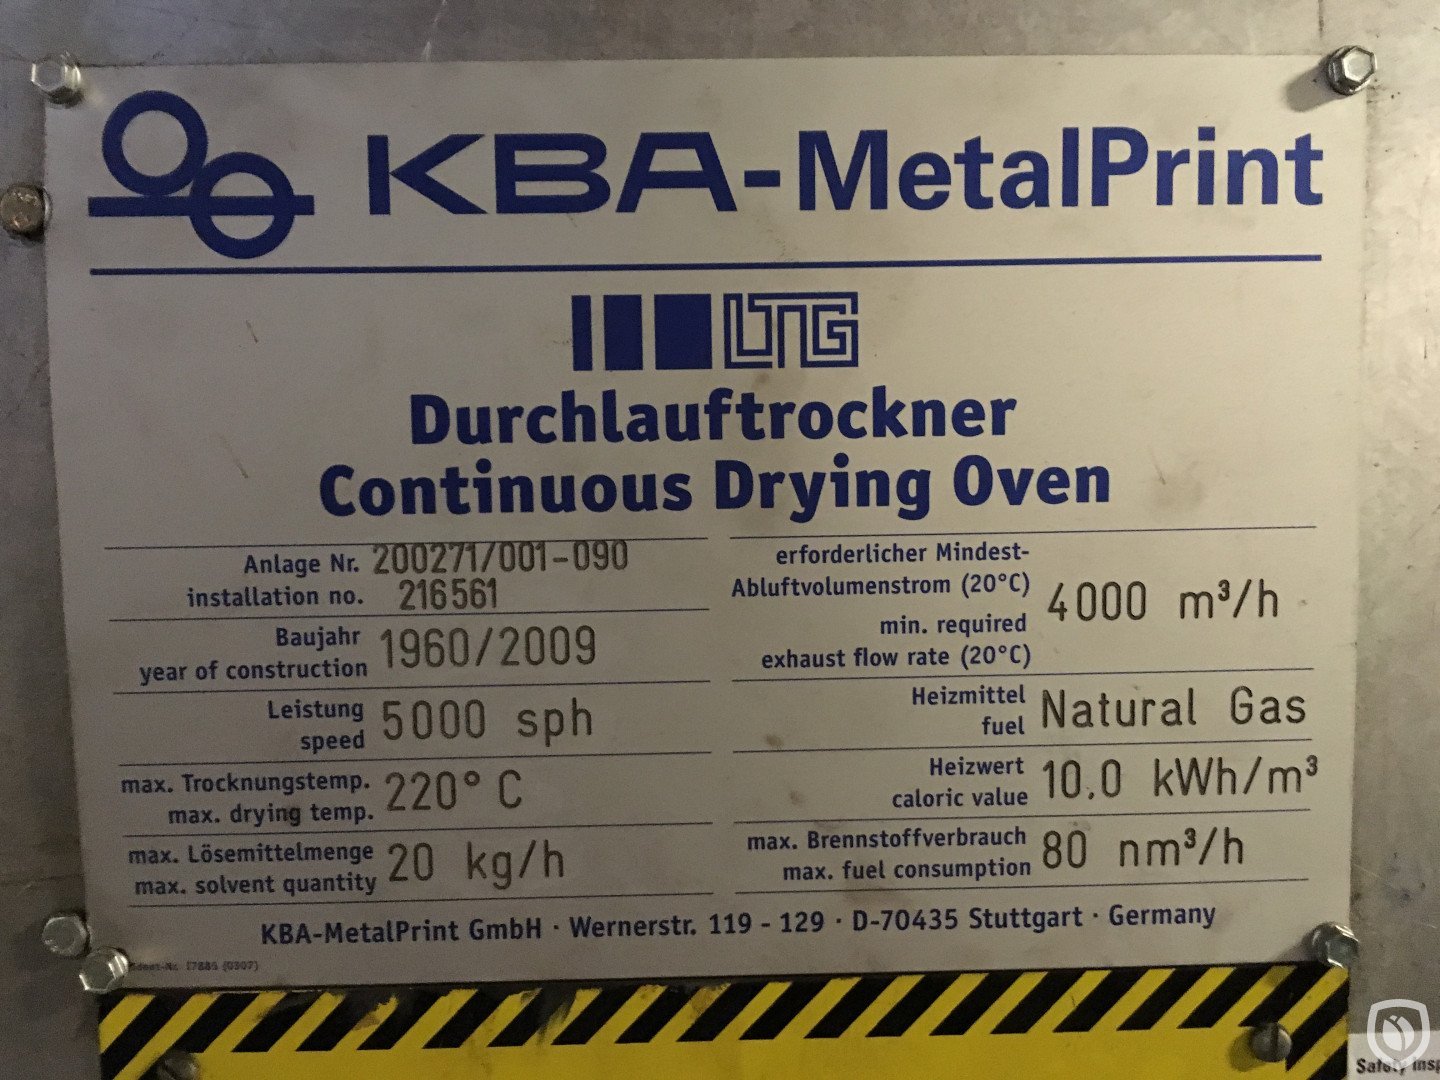 KBA-MetalPrint
LTG
Durchlauftrockner
Continuous Drying Oven
Anlage Nr. 200271/001-090
installation no. 216561
Baujahr
year of construction 1960/2009
Leistung
speed 5000 sph
max. Trocknungstemp.
max. drying temp. 220° C
max. Lösemittelmenge
max. solvent quantity 20 kg/h
erforderlicher Mindest-
Abluftvolumenstrom (20°C)
min. required
exhaust flow rate (20°C) 4000 m³/h
Heizmittel
fuel Natural Gas
Heizwert
caloric value 10,0 kWh/m³
max. Brennstoffverbrauch
max. fuel consumption 80 nm³/h
KBA-MetalPrint GmbH · Wernerstr. 119 - 129 · D-70435 Stuttgart · Germany
Safety